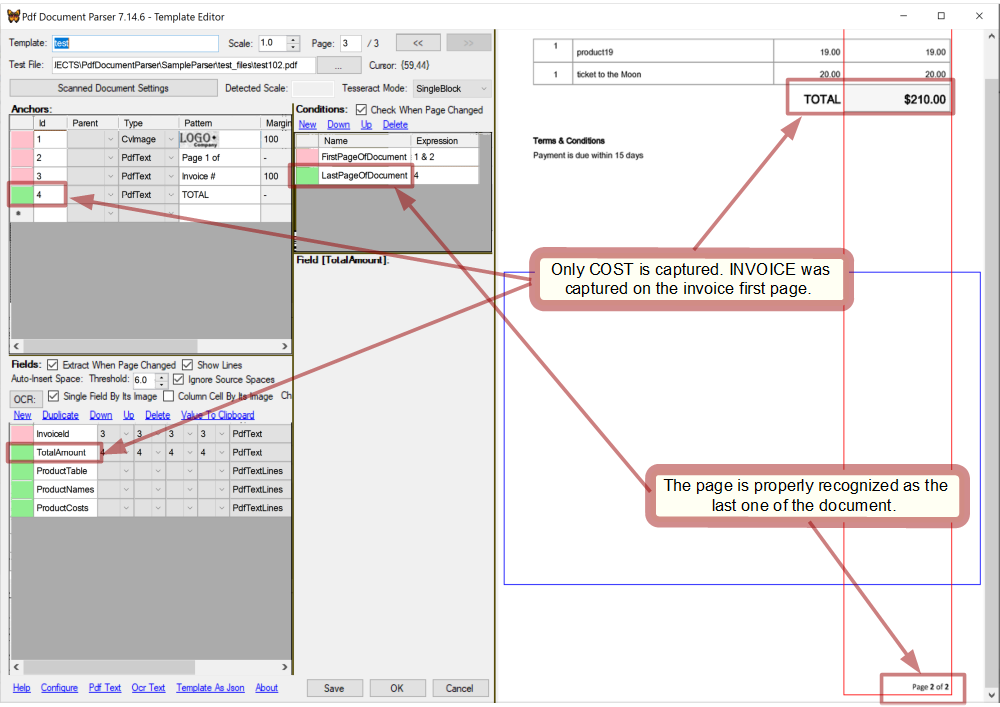 Pdf Document Parser 7.14.6 - Template Editor
Template: test Scale: 1.0 Page: 3 / 3 << >>
Test File: JECTS\PdfDocumentParser\SampleParser\test_files\test102.pdf ... Cursor: {59,44}
Scanned Document Settings Detected Scale: Tesseract Mode: SingleBlock
Anchors:
Id Parent Type Pattern Margin
1 CvImage LOGO Company 100
2 PdfText Page 1 of -
3 PdfText Invoice # 100
4 PdfText TOTAL -
*
Conditions: Check When Page Changed
New Down Up Delete
Name Expression
FirstPageOfDocument 1 & 2
LastPageOfDocument 4
Field [TotalAmount]:
Fields: Extract When Page Changed Show Lines
Auto-Insert Space: Threshold: 6.0 Ignore Source Spaces
OCR: Single Field By Its Image Column Cell By Its Image Ch
New Duplicate Down Up Delete Value To Clipboard
InvoiceId 3 3 3 3 PdfText
TotalAmount 4 4 4 4 PdfText
ProductTable PdfTextLines
ProductNames PdfTextLines
ProductCosts PdfTextLines
Help Configure Pdf Text Ocr Text Template As Json About Save OK Cancel
1 product19 19.00 19.00
1 ticket to the Moon 20.00 20.00
TOTAL $210.00
Terms & Conditions
Payment is due within 15 days
Only COST is captured. INVOICE was
captured on the invoice first page.
The page is properly recognized as the
last one of the document.
Page 2 of 2